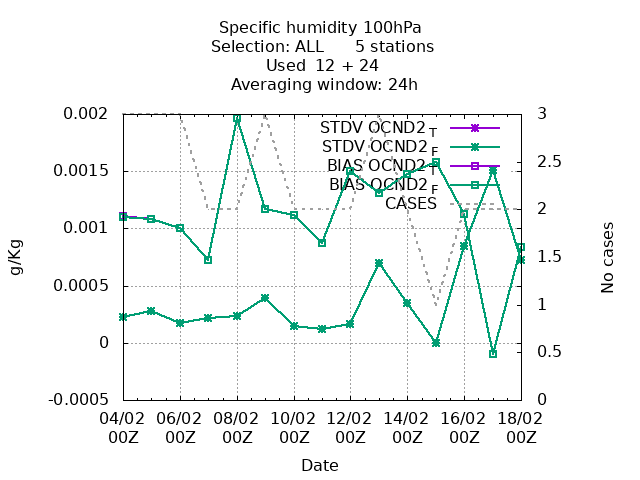 Specific humidity 100hPa
Selection: ALL 5 stations
Used 12 + 24
Averaging window: 24h
STDV OCND2 T
STDV OCND2 F
BIAS OCND2 T
BIAS OCND2 F
CASES
0.002
0.0015
0.001
0.0005
0
-0.0005
g/Kg
3
2.5
2
1.5
1
0.5
0
No cases
04/02 06/02 08/02 10/02 12/02 14/02 16/02 18/02
00Z 00Z 00Z 00Z 00Z 00Z 00Z 00Z
Date